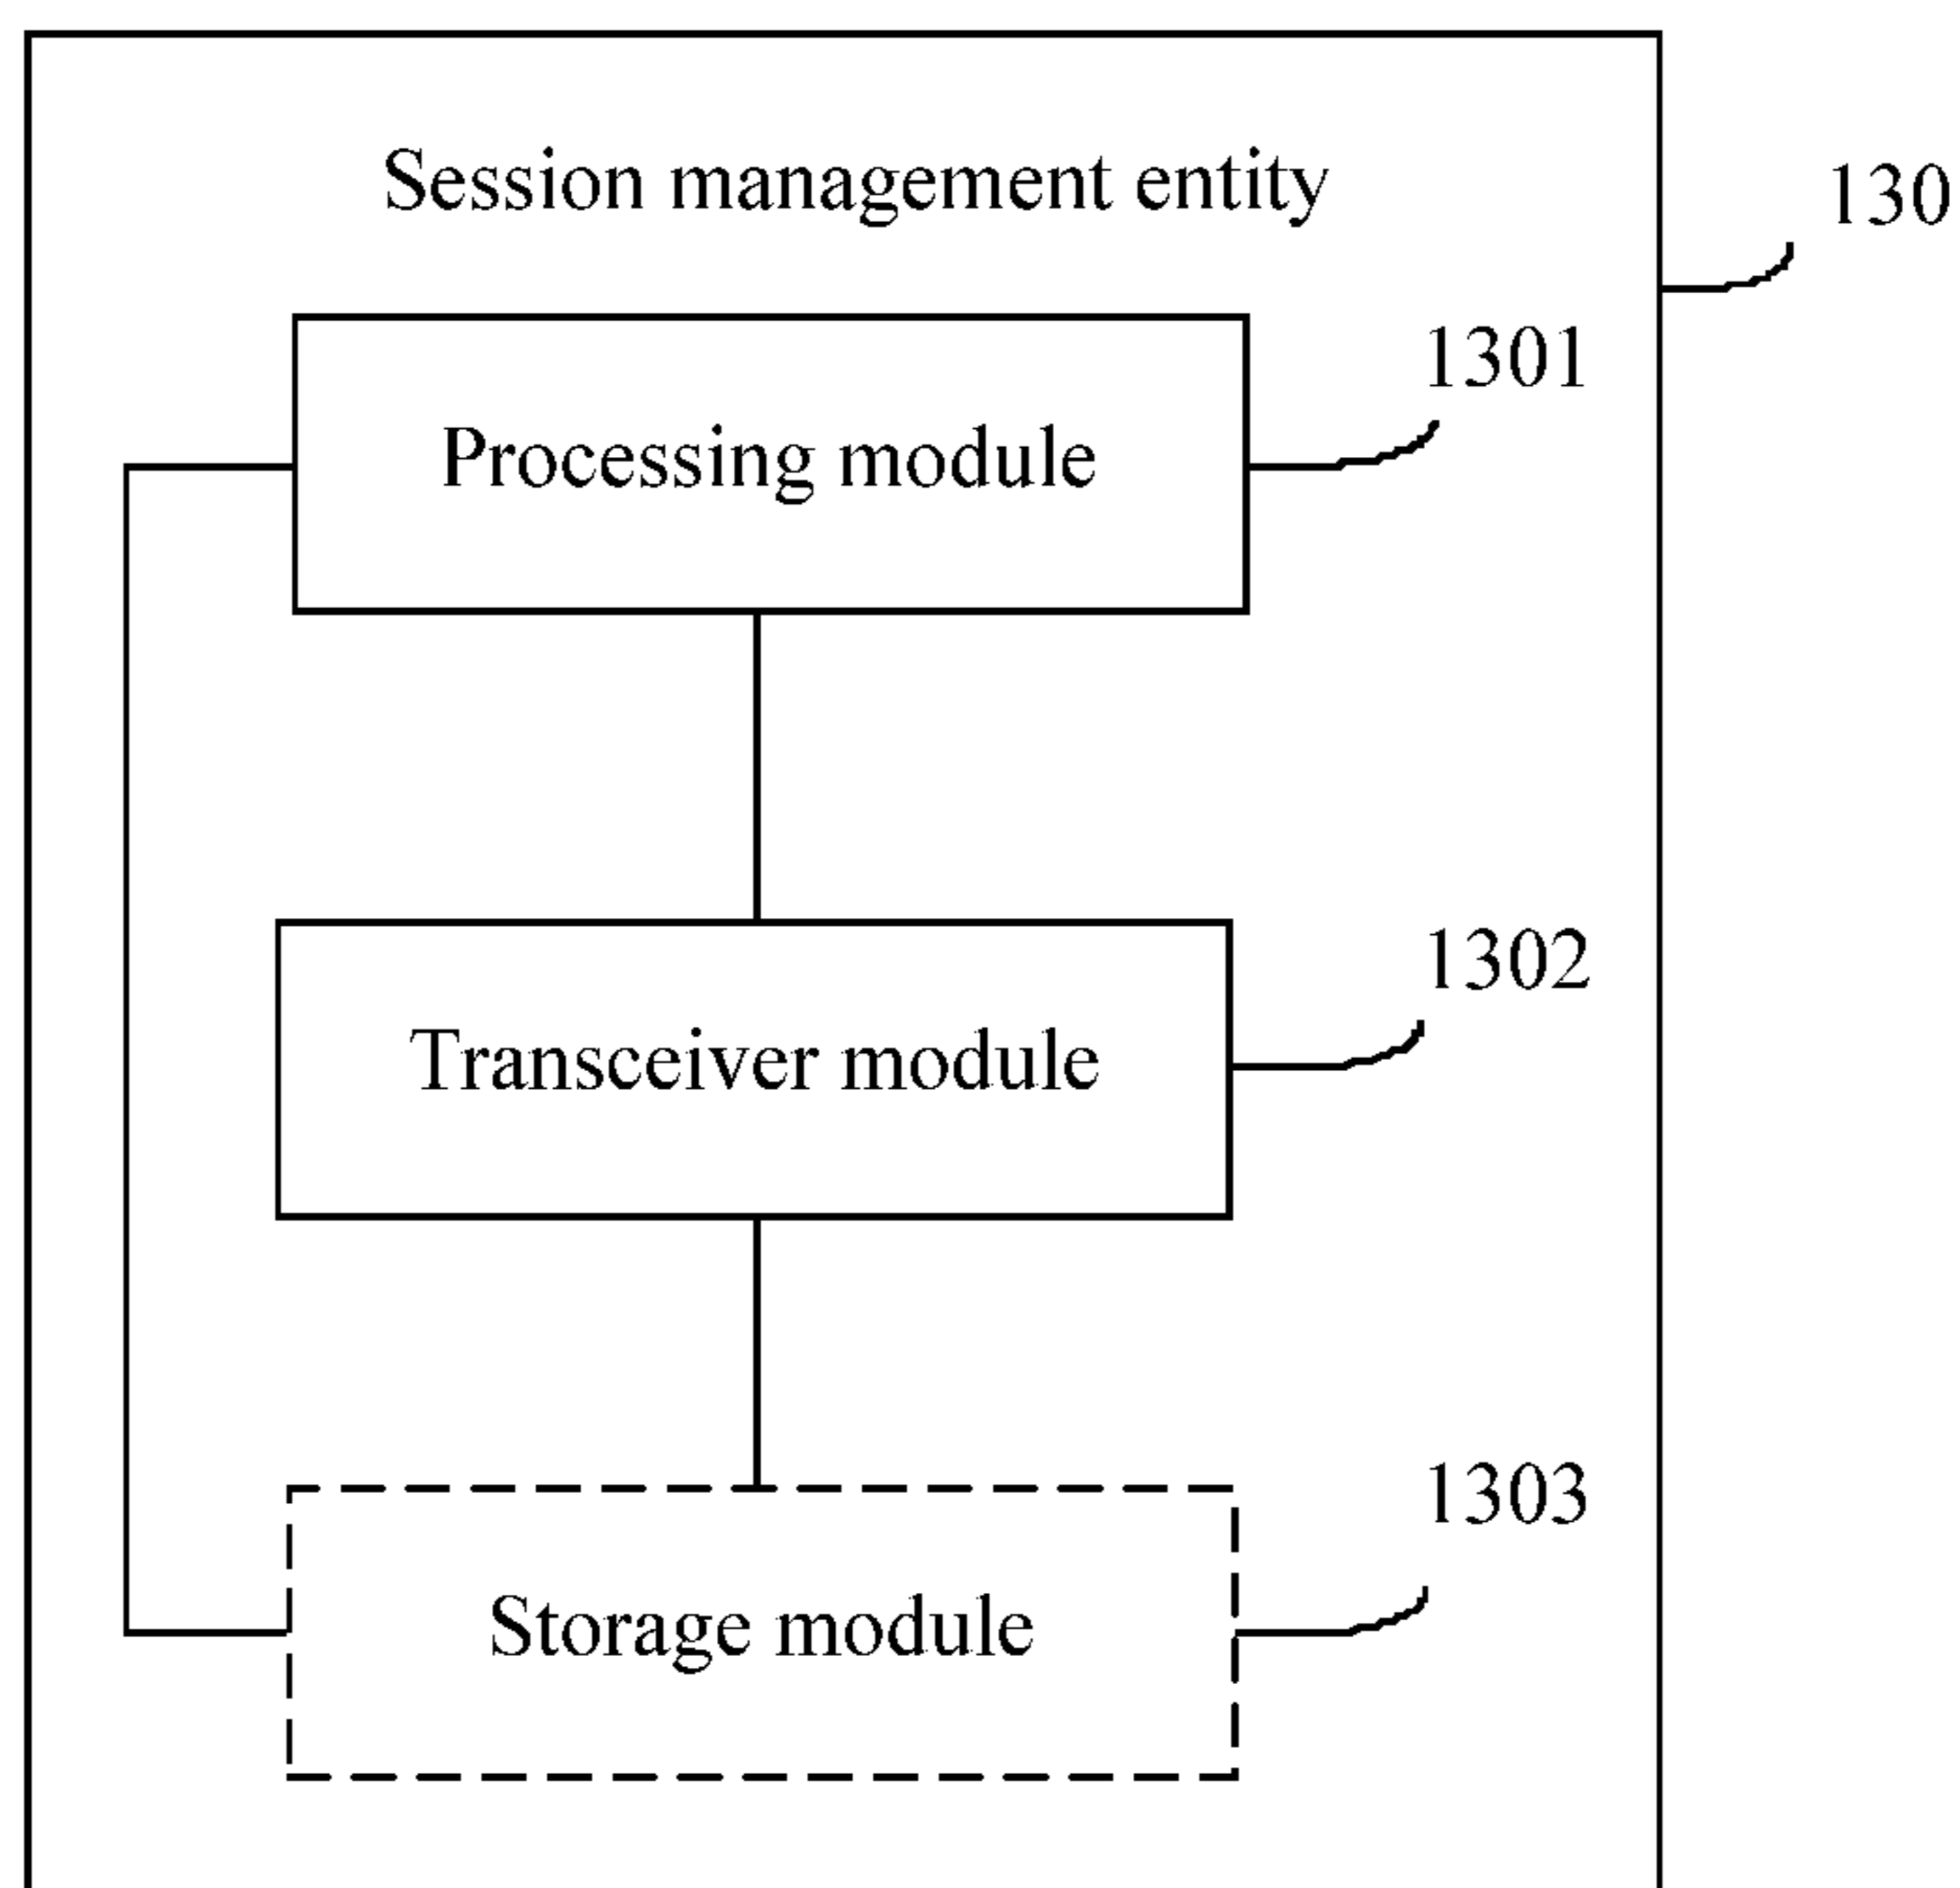 Session management entity
130
1301
Processing module
1302
Transceiver module
1303
Storage module